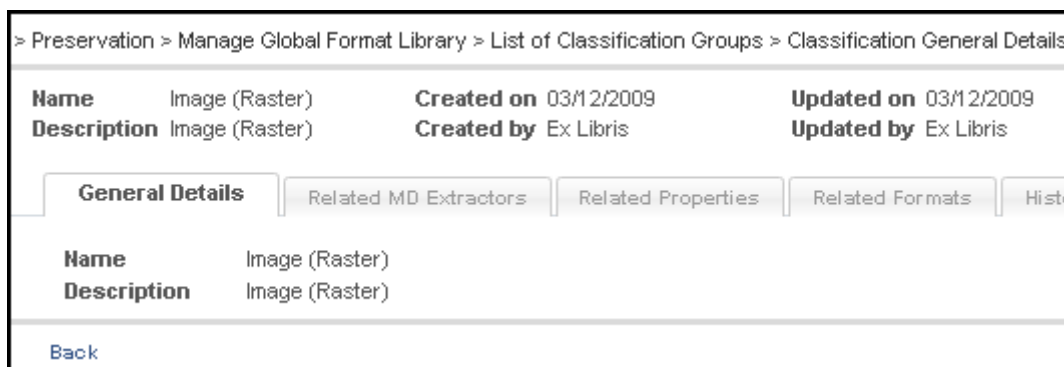 > Preservation > Manage Global Format Library > List of Classification Groups > Classification General Details
Name Image (Raster) Created on 03/12/2009 Updated on 03/12/2009
Description Image (Raster) Created by Ex Libris Updated by Ex Libris
General Details Related MD Extractors Related Properties Related Formats
Name Image (Raster)
Description Image (Raster)
Back